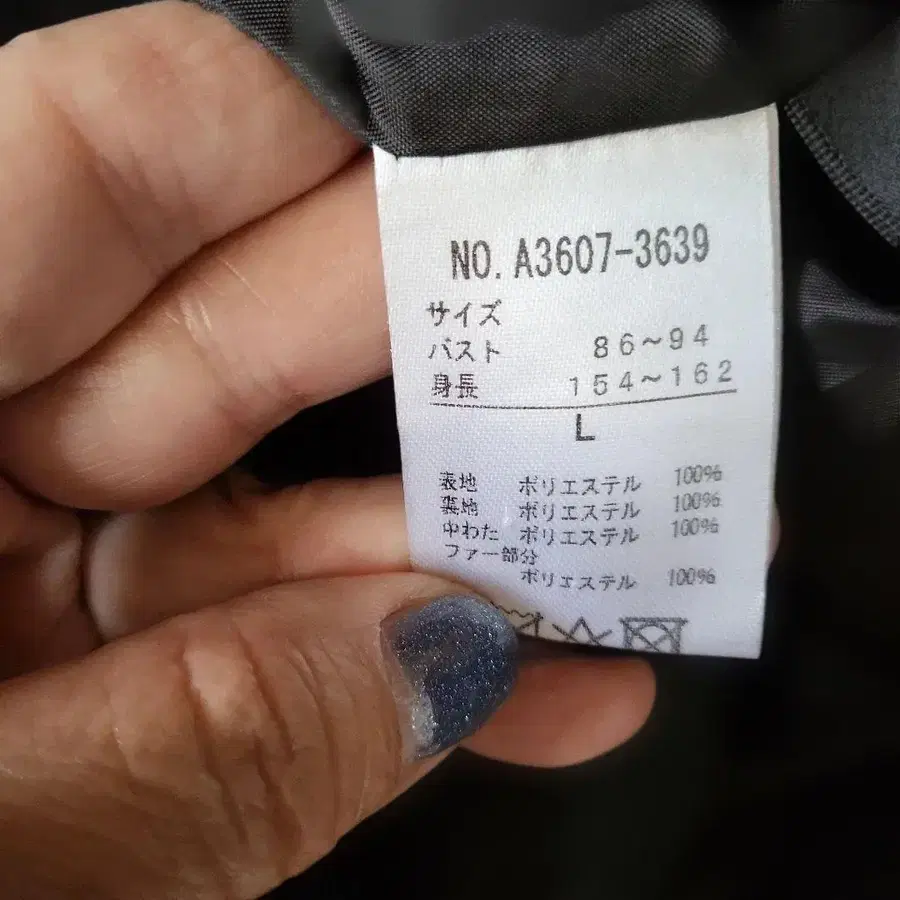 NO. A3607-3639
サイズ
バスト 86~94
身長 154~162
L
表地 ポリエステル 100%
裏地 ポリエステル 100%
中わた ポリエステル 100%
ファー部分
ポリエステル 100%